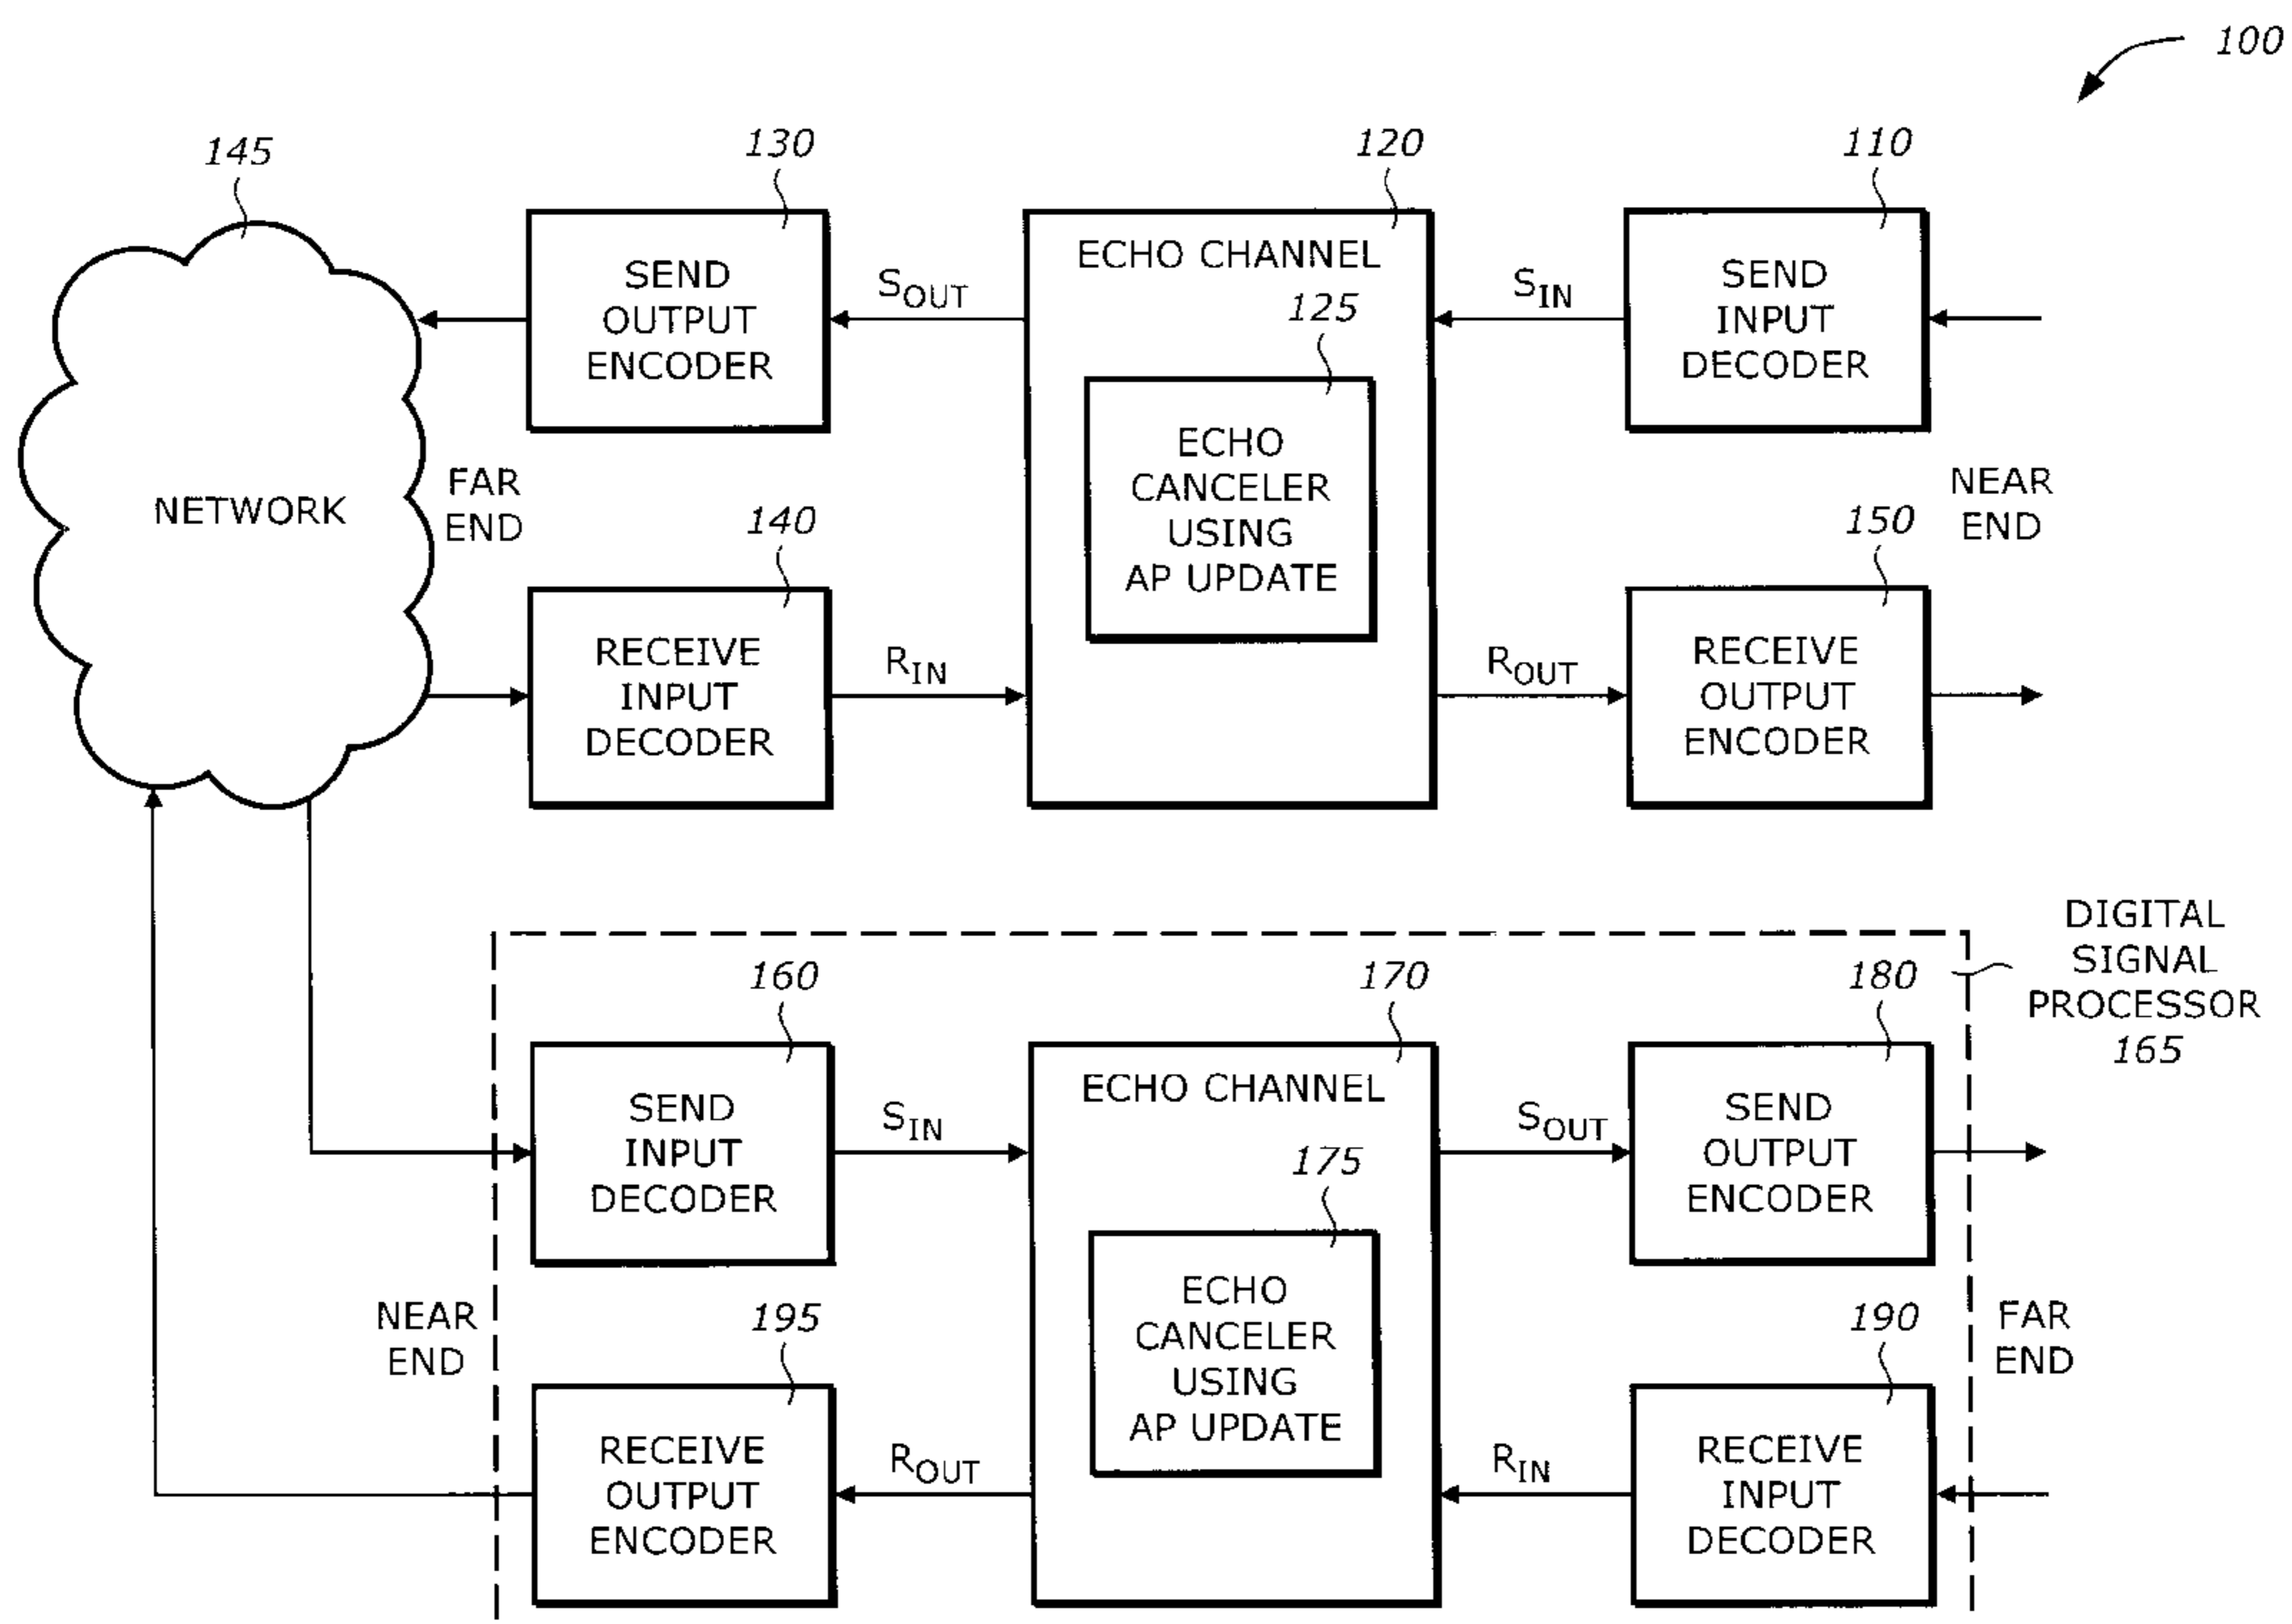 100
145
130
120
110
SEND
OUTPUT
ENCODER
S_OUT
ECHO CHANNEL
125
ECHO
CANCELER
USING
AP UPDATE
S_IN
SEND
INPUT
DECODER
NETWORK
FAR
END
NEAR
END
140
150
RECEIVE
INPUT
DECODER
R_IN
R_OUT
RECEIVE
OUTPUT
ENCODER
DIGITAL
SIGNAL
PROCESSOR
165
160
170
180
SEND
INPUT
DECODER
S_IN
ECHO CHANNEL
175
ECHO
CANCELER
USING
AP UPDATE
S_OUT
SEND
OUTPUT
ENCODER
NEAR
END
195
190
FAR
END
RECEIVE
OUTPUT
ENCODER
R_OUT
R_IN
RECEIVE
INPUT
DECODER